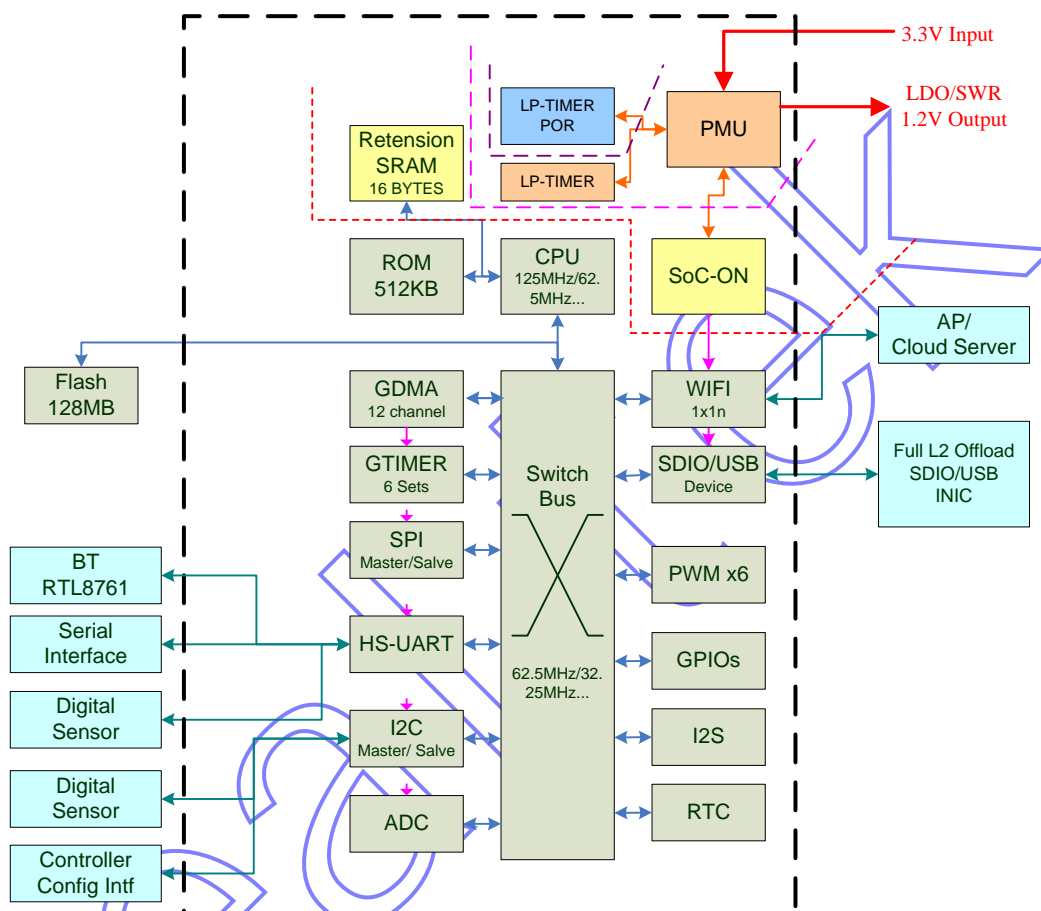 3.3V Input
LDO/SWR
1.2V Output
LP-TIMER
POR
PMU
Retension
SRAM
16 BYTES
LP-TIMER
ROM
512KB
CPU
125MHz/62.
5MHz...
SoC-ON
AP/
Cloud Server
Flash
128MB
GDMA
12 channel
WIFI
1x1n
GTIMER
6 Sets
Switch
Bus
SDIO/USB
Device
Full L2 Offload
SDIO/USB
INIC
SPI
Master/Salve
BT
RTL8761
PWM x6
Serial
Interface
HS-UART
62.5MHz/32.
25MHz...
GPIOs
Digital
Sensor
I2C
Master/ Salve
I2S
Digital
Sensor
ADC
RTC
Controller
Config Intf